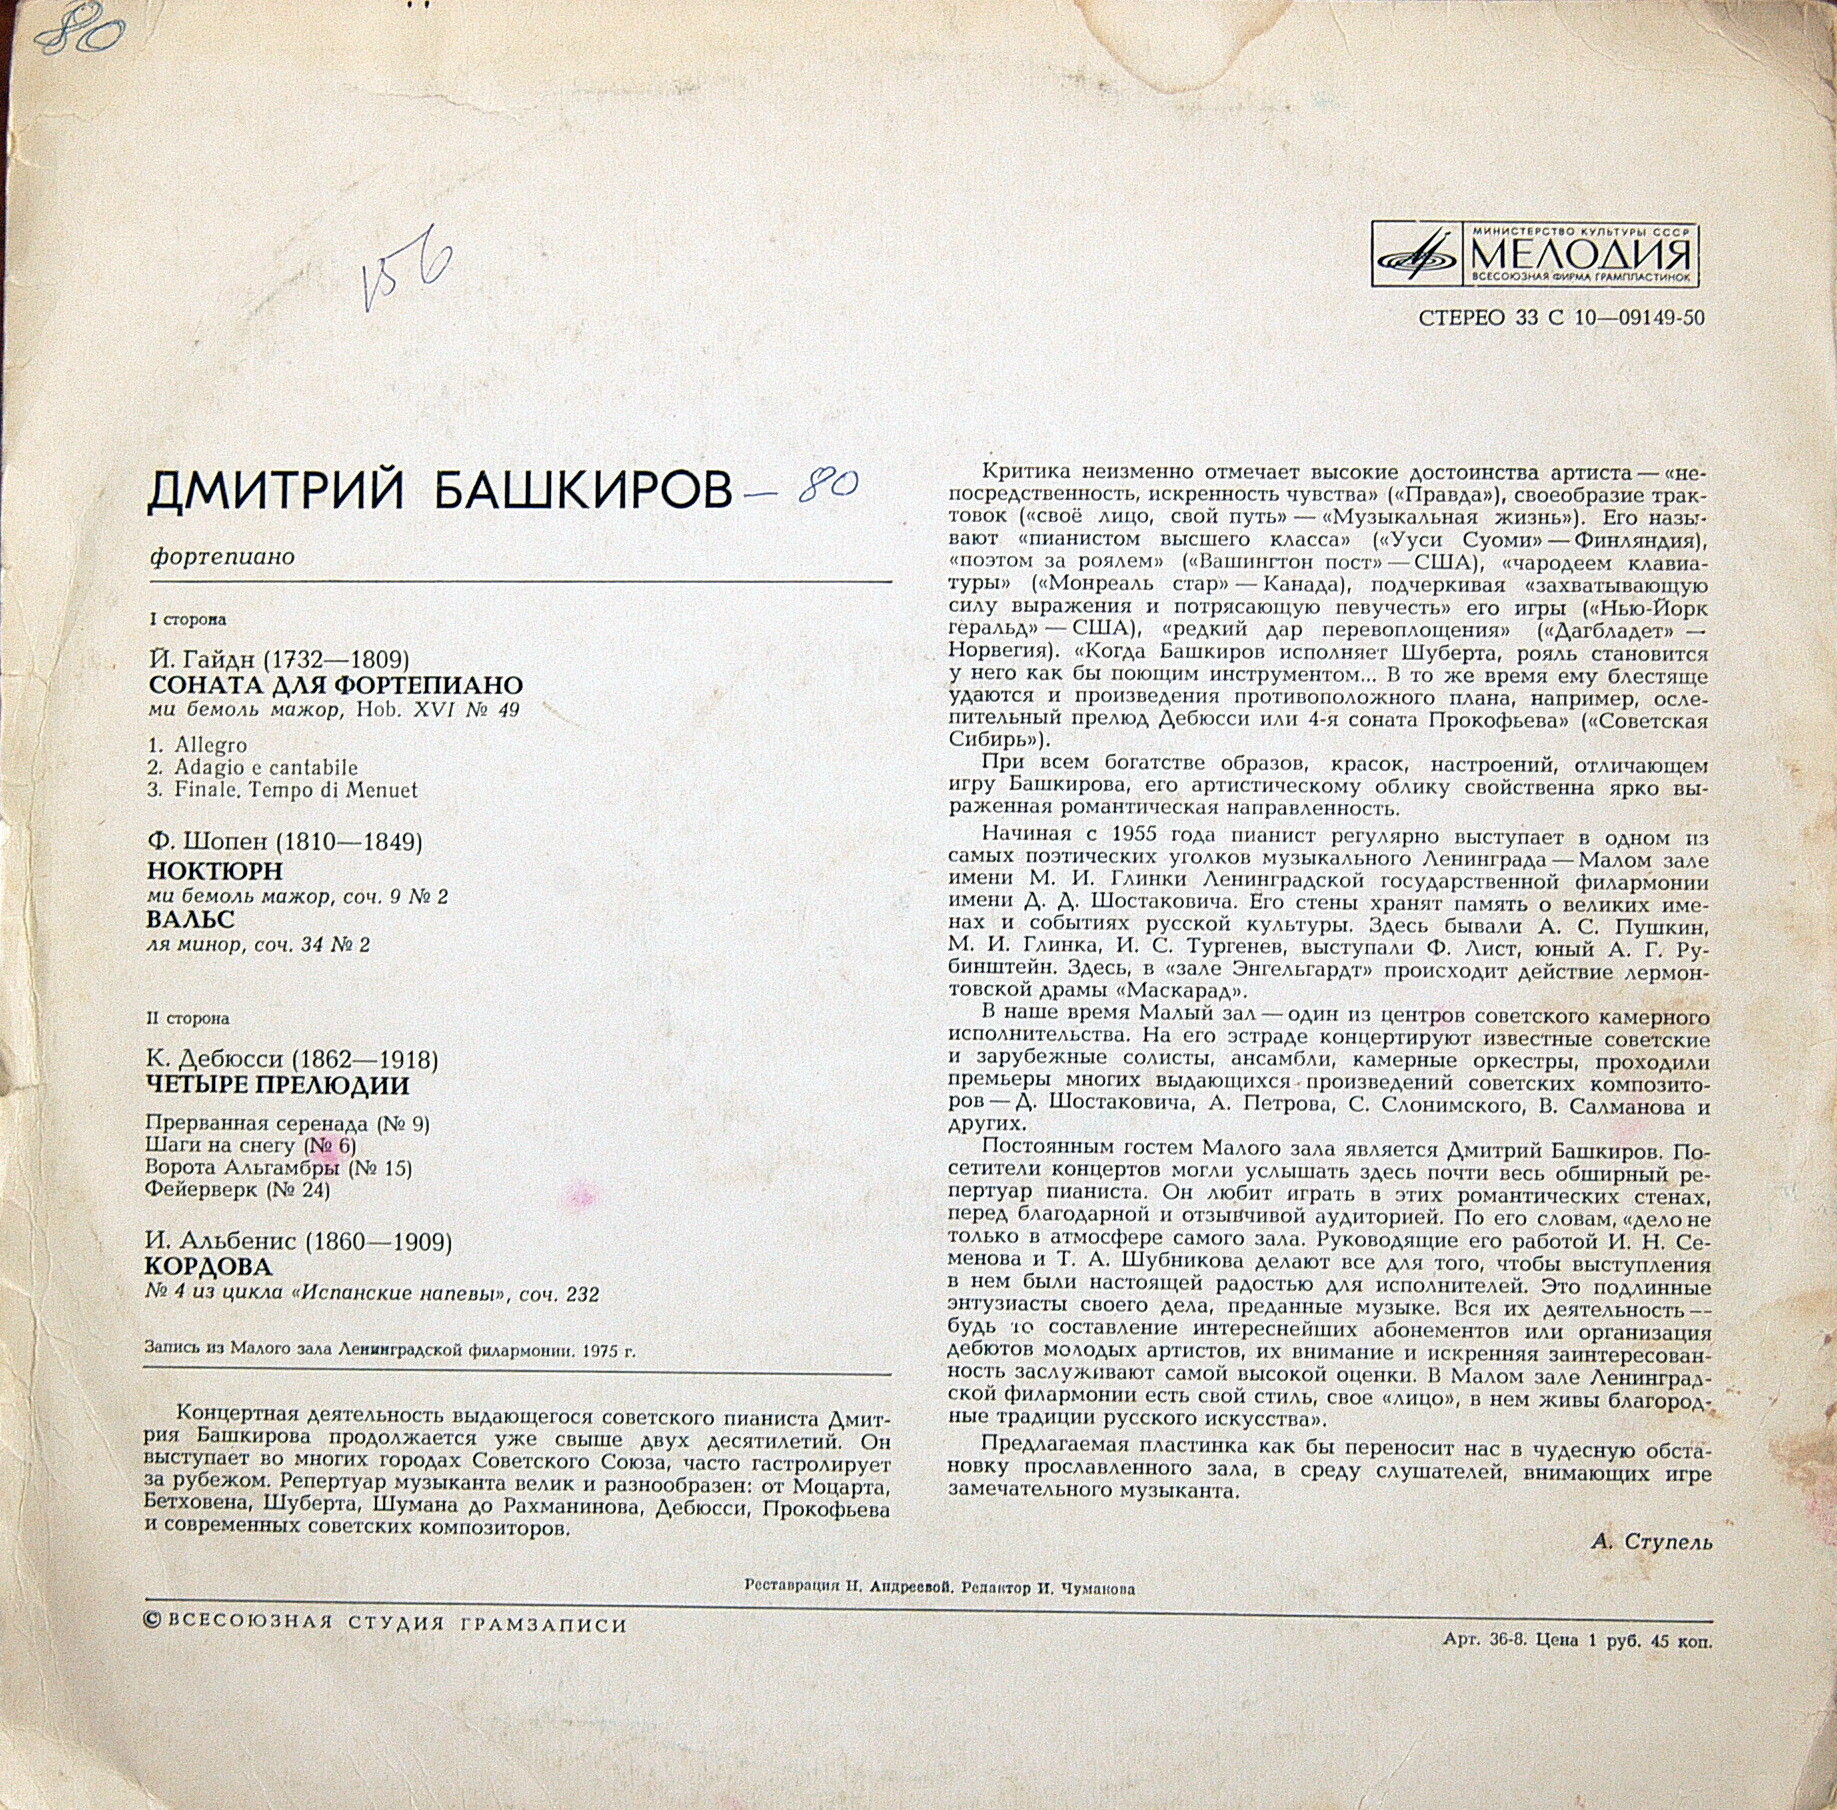 80
156
МИНИСТЕРСТВО КУЛЬТУРЫ СССР
МЕЛОДИЯ
ВСЕСОЮЗНАЯ ФИРМА ГРАМПЛАСТИНОК
СТЕРЕО 33 С 10—09149-50
ДМИТРИЙ БАШКИРОВ — 80
фортепиано
I сторона
Й. Гайдн (1732—1809)
СОНАТА ДЛЯ ФОРТЕПИАНО
ми бемоль мажор, Hob. XVI № 49
1. Allegro
2. Adagio e cantabile
3. Finale. Tempo di Menuet
Ф. Шопен (1810—1849)
НОКТЮРН
ми бемоль мажор, соч. 9 № 2
ВАЛЬС
ля минор, соч. 34 № 2
II сторона
К. Дебюсси (1862—1918)
ЧЕТЫРЕ ПРЕЛЮДИИ
Прерванная серенада (№ 9)
Шаги на снегу (№ 6)
Ворота Альгамбры (№ 15)
Фейерверк (№ 24)
И. Альбенис (1860—1909)
КОРДОВА
№ 4 из цикла «Испанские напевы», соч. 232
Запись из Малого зала Ленинградской филармонии. 1975 г.
Концертная деятельность выдающегося советского пианиста Дмит-
рия Башкирова продолжается уже свыше двух десятилетий. Он
выступает во многих городах Советского Союза, часто гастролирует
за рубежом. Репертуар музыканта велик и разнообразен: от Моцарта,
Бетховена, Шуберта, Шумана до Рахманинова, Дебюсси, Прокофьева
и современных советских композиторов.
Критика неизменно отмечает высокие достоинства артиста — «не-
посредственность, искренность чувства» («Правда»), своеобразие трак-
товок («своё лицо, свой путь» — «Музыкальная жизнь»). Его назы-
вают «пианистом высшего класса» («Ууси Суоми» — Финляндия),
«поэтом за роялем» («Вашингтон пост» — США), «чародеем клавиа-
туры» («Монреаль стар» — Канада), подчеркивая «захватывающую
силу выражения и потрясающую певучесть» его игры («Нью-Йорк
геральд» — США), «редкий дар перевоплощения» («Дагбладет» —
Норвегия). «Когда Башкиров исполняет Шуберта, рояль становится
у него как бы поющим инструментом... В то же время ему блестяще
удаются и произведения противоположного плана, например, осле-
пительный прелюд Дебюсси или 4-я соната Прокофьева» («Советская
Сибирь»).
При всем богатстве образов, красок, настроений, отличающем
игру Башкирова, его артистическому облику свойственна ярко вы-
раженная романтическая направленность.
Начиная с 1955 года пианист регулярно выступает в одном из
самых поэтических уголков музыкального Ленинграда — Малом зале
имени М. И. Глинки Ленинградской государственной филармонии
имени Д. Д. Шостаковича. Его стены хранят память о великих име-
нах и событиях русской культуры. Здесь бывали А. С. Пушкин,
М. И. Глинка, И. С. Тургенев, выступали Ф. Лист, юный А. Г. Ру-
бинштейн. Здесь, в «зале Энгельгардт» происходит действие лермон-
товской драмы «Маскарад».
В наше время Малый зал — один из центров советского камерного
исполнительства. На его эстраде концертируют известные советские
и зарубежные солисты, ансамбли, камерные оркестры, проходили
премьеры многих выдающихся произведений советских композито-
ров — Д. Шостаковича, А. Петрова, С. Слонимского, В. Салманова и
других.
Постоянным гостем Малого зала является Дмитрий Башкиров. По-
сетители концертов могли услышать здесь почти весь обширный ре-
пертуар пианиста. Он любит играть в этих романтических стенах,
перед благодарной и отзывчивой аудиторией. По его словам, «дело не
только в атмосфере самого зала. Руководящие его работой И. Н. Се-
менова и Т. А. Шубникова делают все для того, чтобы выступления
в нем были настоящей радостью для исполнителей. Это подлинные
энтузиасты своего дела, преданные музыке. Вся их деятельность —
будь то составление интереснейших абонементов или организация
дебютов молодых артистов, их внимание и искренняя заинтересован-
ность заслуживают самой высокой оценки. В Малом зале Ленинград-
ской филармонии есть свой стиль, свое «лицо», в нем живы благород-
ные традиции русского искусства».
Предлагаемая пластинка как бы переносит нас в чудесную обста-
новку прославленного зала, в среду слушателей, внимающих игре
замечательного музыканта.
А. Ступель
Реставрация Н. Андреевой. Редактор И. Чумакова
© ВСЕСОЮЗНАЯ СТУДИЯ ГРАМЗАПИСИ
Арт. 36-8. Цена 1 руб. 45 коп.